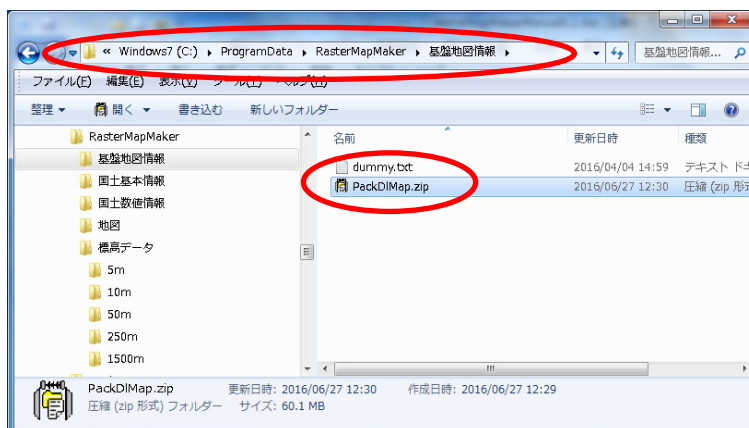 « Windows7 (C:) ▸ ProgramData ▸ RasterMapMaker ▸ 基盤地図情報 ▸
基盤地図情報...
ファイル(F) 編集(E) 表示(V) ツール(T) ヘルプ(H)
整理 開く 書き込む 新しいフォルダー
RasterMapMaker
基盤地図情報
国土基本情報
国土数値情報
地図
標高データ
5m
10m
50m
250m
1500m
名前 更新日時 種類
dummy.txt 2016/04/04 14:59 テキスト ドキ
PackDlMap.zip 2016/06/27 12:30 圧縮 (zip 形式
PackDlMap.zip 更新日時: 2016/06/27 12:30 作成日時: 2016/06/27 12:29
圧縮 (zip 形式) フォルダー サイズ: 60.1 MB